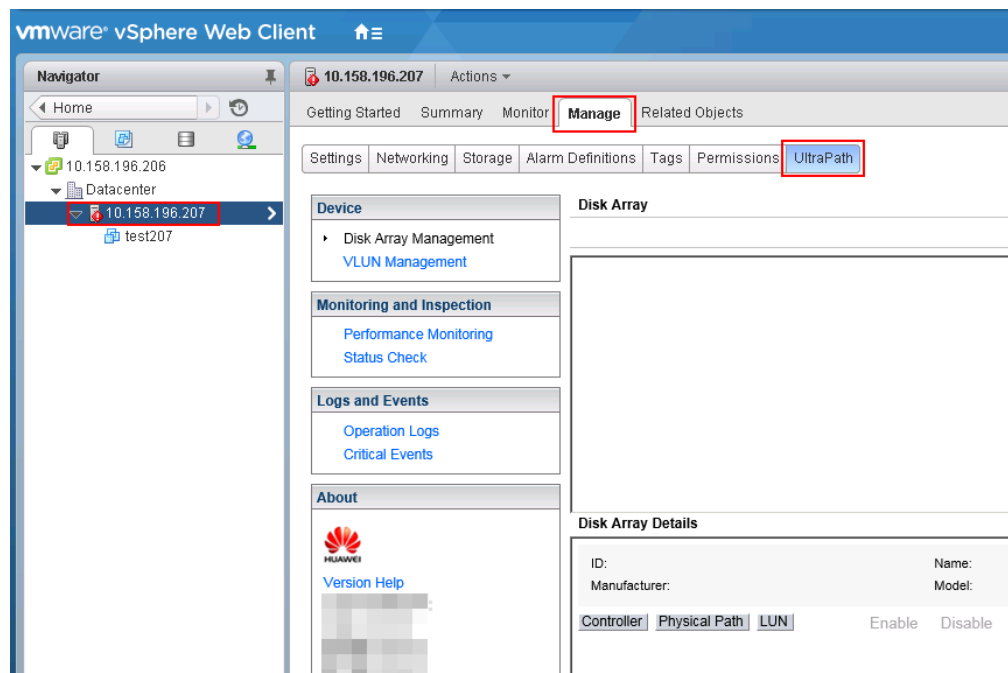 vmware® vSphere Web Client
Navigator
Home
10.158.196.206
Datacenter
10.158.196.207
test207
10.158.196.207 Actions
Getting Started Summary Monitor Manage Related Objects
Settings Networking Storage Alarm Definitions Tags Permissions UltraPath
Device
Disk Array Management
VLUN Management
Monitoring and Inspection
Performance Monitoring
Status Check
Logs and Events
Operation Logs
Critical Events
About
HUAWEI
Version Help
Disk Array
Disk Array Details
ID: Name:
Manufacturer: Model:
Controller Physical Path LUN Enable Disable